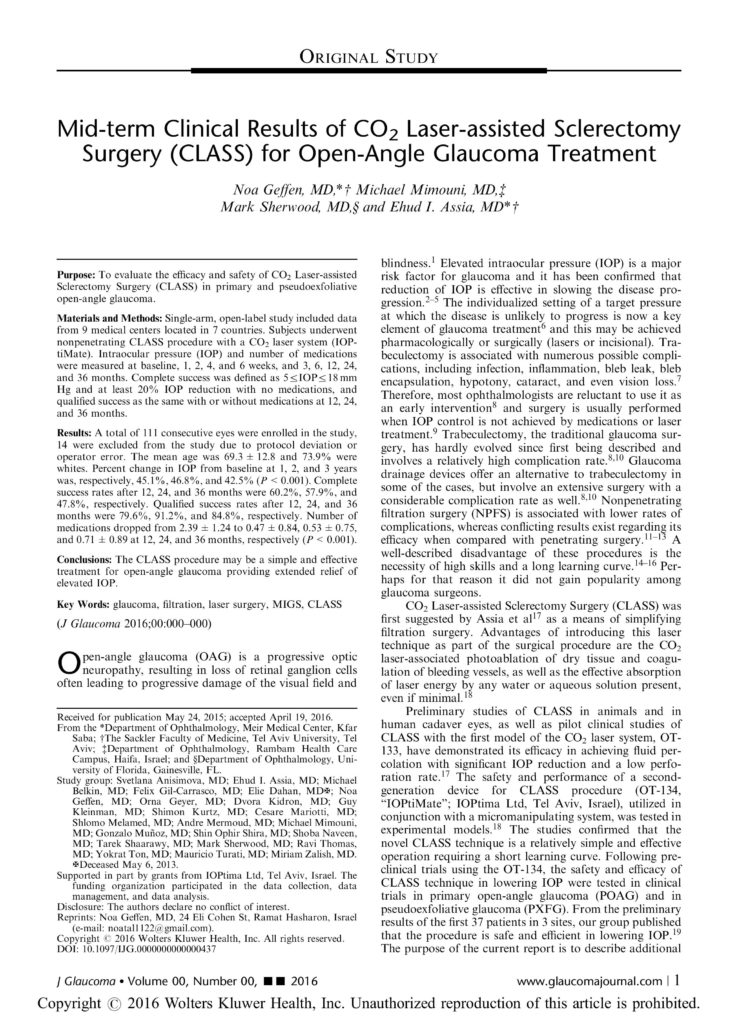 ORIGINAL STUDY
Mid-term Clinical Results of CO2 Laser-assisted Sclerectomy
Surgery (CLASS) for Open-Angle Glaucoma Treatment
Noa Geffen, MD,*† Michael Mimouni, MD,‡
Mark Sherwood, MD,§ and Ehud I. Assia, MD*†
Purpose: To evaluate the efficacy and safety of CO2 Laser-assisted
Sclerectomy Surgery (CLASS) in primary and pseudoexfoliative
open-angle glaucoma.
Materials and Methods: Single-arm, open-label study included data
from 9 medical centers located in 7 countries. Subjects underwent
nonpenetrating CLASS procedure with a CO2 laser system (IOP-
tiMate). Intraocular pressure (IOP) and number of medications
were measured at baseline, 1, 2, 4, and 6 weeks, and 3, 6, 12, 24,
and 36 months. Complete success was defined as 5≤IOP≤18 mm
Hg and at least 20% IOP reduction with no medications, and
qualified success as the same with or without medications at 12, 24,
and 36 months.
Results: A total of 111 consecutive eyes were enrolled in the study,
14 were excluded from the study due to protocol deviation or
operator error. The mean age was 69.3 ± 12.8 and 73.9% were
whites. Percent change in IOP from baseline at 1, 2, and 3 years
was, respectively, 45.1%, 46.8%, and 42.5% (P < 0.001). Complete
success rates after 12, 24, and 36 months were 60.2%, 57.9%, and
47.8%, respectively. Qualified success rates after 12, 24, and 36
months were 79.6%, 91.2%, and 84.8%, respectively. Number of
medications dropped from 2.39 ± 1.24 to 0.47 ± 0.84, 0.53 ± 0.75,
and 0.71 ± 0.89 at 12, 24, and 36 months, respectively (P < 0.001).
Conclusions: The CLASS procedure may be a simple and effective
treatment for open-angle glaucoma providing extended relief of
elevated IOP.
Key Words: glaucoma, filtration, laser surgery, MIGS, CLASS
(J Glaucoma 2016;00:000–000)
Open-angle glaucoma (OAG) is a progressive optic
neuropathy, resulting in loss of retinal ganglion cells
often leading to progressive damage of the visual field and
Received for publication May 24, 2015; accepted April 19, 2016.
From the *Department of Ophthalmology, Meir Medical Center, Kfar
Saba; †The Sackler Faculty of Medicine, Tel Aviv University, Tel
Aviv; ‡Department of Ophthalmology, Rambam Health Care
Campus, Haifa, Israel; and §Department of Ophthalmology, Uni-
versity of Florida, Gainesville, FL.
Study group: Svetlana Anisimova, MD; Ehud I. Assia, MD; Michael
Belkin, MD; Felix Gil-Carrasco, MD; Elie Dahan, MD✠; Noa
Geffen, MD; Orna Geyer, MD; Dvora Kidron, MD; Guy
Kleinman, MD; Shimon Kurtz, MD; Cesare Mariotti, MD;
Shlomo Melamed, MD; Andre Mermoud, MD; Michael Mimouni,
MD; Gonzalo Muñoz, MD; Shin Ophir Shira, MD; Shoba Naveen,
MD; Tarek Shaarawy, MD; Mark Sherwood, MD; Ravi Thomas,
MD; Yokrat Ton, MD; Mauricio Turati, MD; Miriam Zalish, MD.
✠Deceased May 6, 2013.
Supported in part by grants from IOPtima Ltd, Tel Aviv, Israel. The
funding organization participated in the data collection, data
management, and data analysis.
Disclosure: The authors declare no conflict of interest.
Reprints: Noa Geffen, MD, 24 Eli Cohen St, Ramat Hasharon, Israel
(e-mail: noatal1122@gmail.com).
Copyright © 2016 Wolters Kluwer Health, Inc. All rights reserved.
DOI: 10.1097/IJG.0000000000000437
blindness.1 Elevated intraocular pressure (IOP) is a major
risk factor for glaucoma and it has been confirmed that
reduction of IOP is effective in slowing the disease pro-
gression.2–5 The individualized setting of a target pressure
at which the disease is unlikely to progress is now a key
element of glaucoma treatment6 and this may be achieved
pharmacologically or surgically (lasers or incisional). Tra-
beculectomy is associated with numerous possible compli-
cations, including infection, inflammation, bleb leak, bleb
encapsulation, hypotony, cataract, and even vision loss.7
Therefore, most ophthalmologists are reluctant to use it as
an early intervention8 and surgery is usually performed
when IOP control is not achieved by medications or laser
treatment.9 Trabeculectomy, the traditional glaucoma sur-
gery, has hardly evolved since first being described and
involves a relatively high complication rate.8,10 Glaucoma
drainage devices offer an alternative to trabeculectomy in
some of the cases, but involve an extensive surgery with a
considerable complication rate as well.8,10 Nonpenetrating
filtration surgery (NPFS) is associated with lower rates of
complications, whereas conflicting results exist regarding its
efficacy when compared with penetrating surgery.11–13 A
well-described disadvantage of these procedures is the
necessity of high skills and a long learning curve.14–16 Per-
haps for that reason it did not gain popularity among
glaucoma surgeons.
CO2 Laser-assisted Sclerectomy Surgery (CLASS) was
first suggested by Assia et al17 as a means of simplifying
filtration surgery. Advantages of introducing this laser
technique as part of the surgical procedure are the CO2
laser-associated photoablation of dry tissue and coagu-
lation of bleeding vessels, as well as the effective absorption
of laser energy by any water or aqueous solution present,
even if minimal.18
Preliminary studies of CLASS in animals and in
human cadaver eyes, as well as pilot clinical studies of
CLASS with the first model of the CO2 laser system, OT-
133, have demonstrated its efficacy in achieving fluid per-
colation with significant IOP reduction and a low perfo-
ration rate.17 The safety and performance of a second-
generation device for CLASS procedure (OT-134,
“IOPtiMate”; IOPtima Ltd, Tel Aviv, Israel), utilized in
conjunction with a micromanipulating system, was tested in
experimental models.18 The studies confirmed that the
novel CLASS technique is a relatively simple and effective
operation requiring a short learning curve. Following pre-
clinical trials using the OT-134, the safety and efficacy of
CLASS technique in lowering IOP were tested in clinical
trials in primary open-angle glaucoma (POAG) and in
pseudoexfoliative glaucoma (PXFG). From the preliminary
results of the first 37 patients in 3 sites, our group published
that the procedure is safe and efficient in lowering IOP.19
The purpose of the current report is to describe additional
J Glaucoma • Volume 00, Number 00, ■ ■ 2016
www.glaucomajournal.com | 1
Copyright © 2016 Wolters Kluwer Health, Inc. Unauthorized reproduction of this article is prohibited.